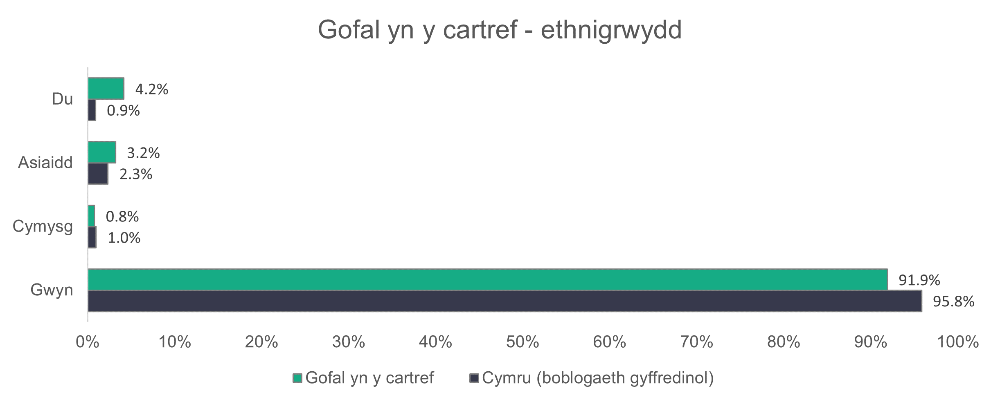 Gofal yn y cartref - ethnigrwydd
Du
4.2%
0.9%
Asiaidd
3.2%
2.3%
Cymysg
0.8%
1.0%
Gwyn
91.9%
95.8%
0% 10% 20% 30% 40% 50% 60% 70% 80% 90% 100%
Gofal yn y cartref Cymru (boblogaeth gyffredinol)